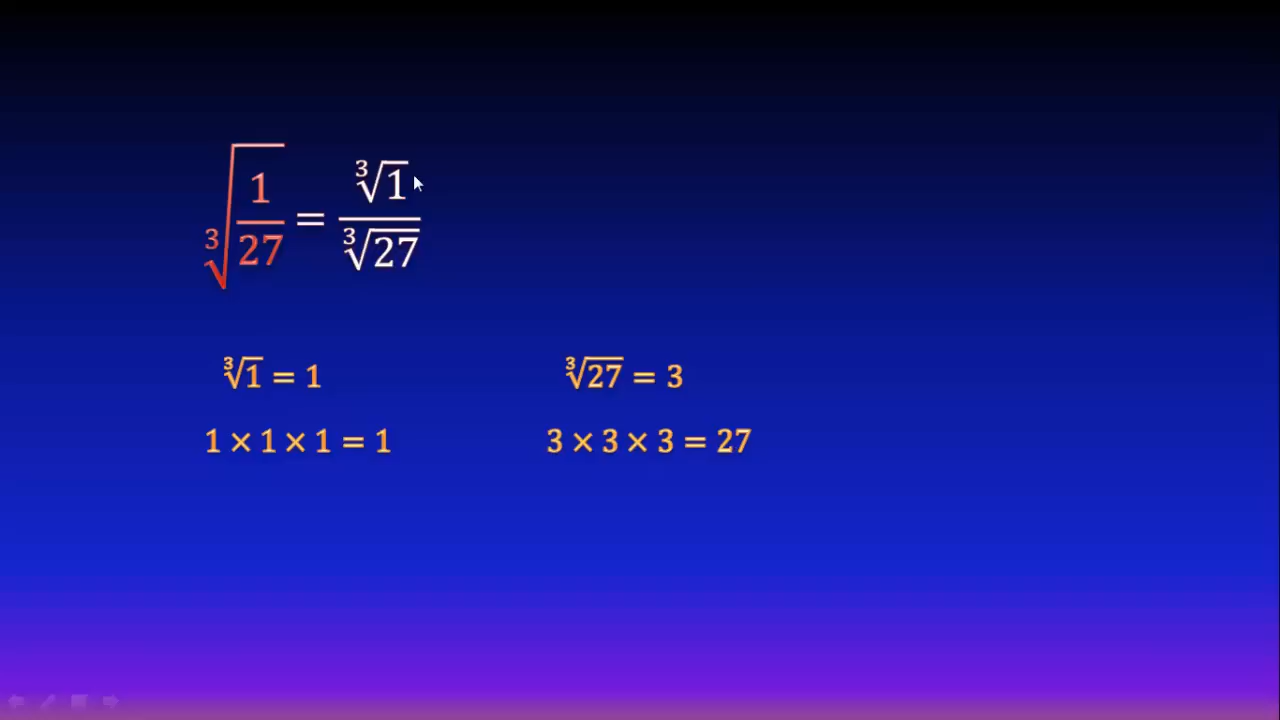 ∛(1/27) = ∛1/∛27
∛1 = 1
∛27 = 3
1 × 1 × 1 = 1
3 × 3 × 3 = 27